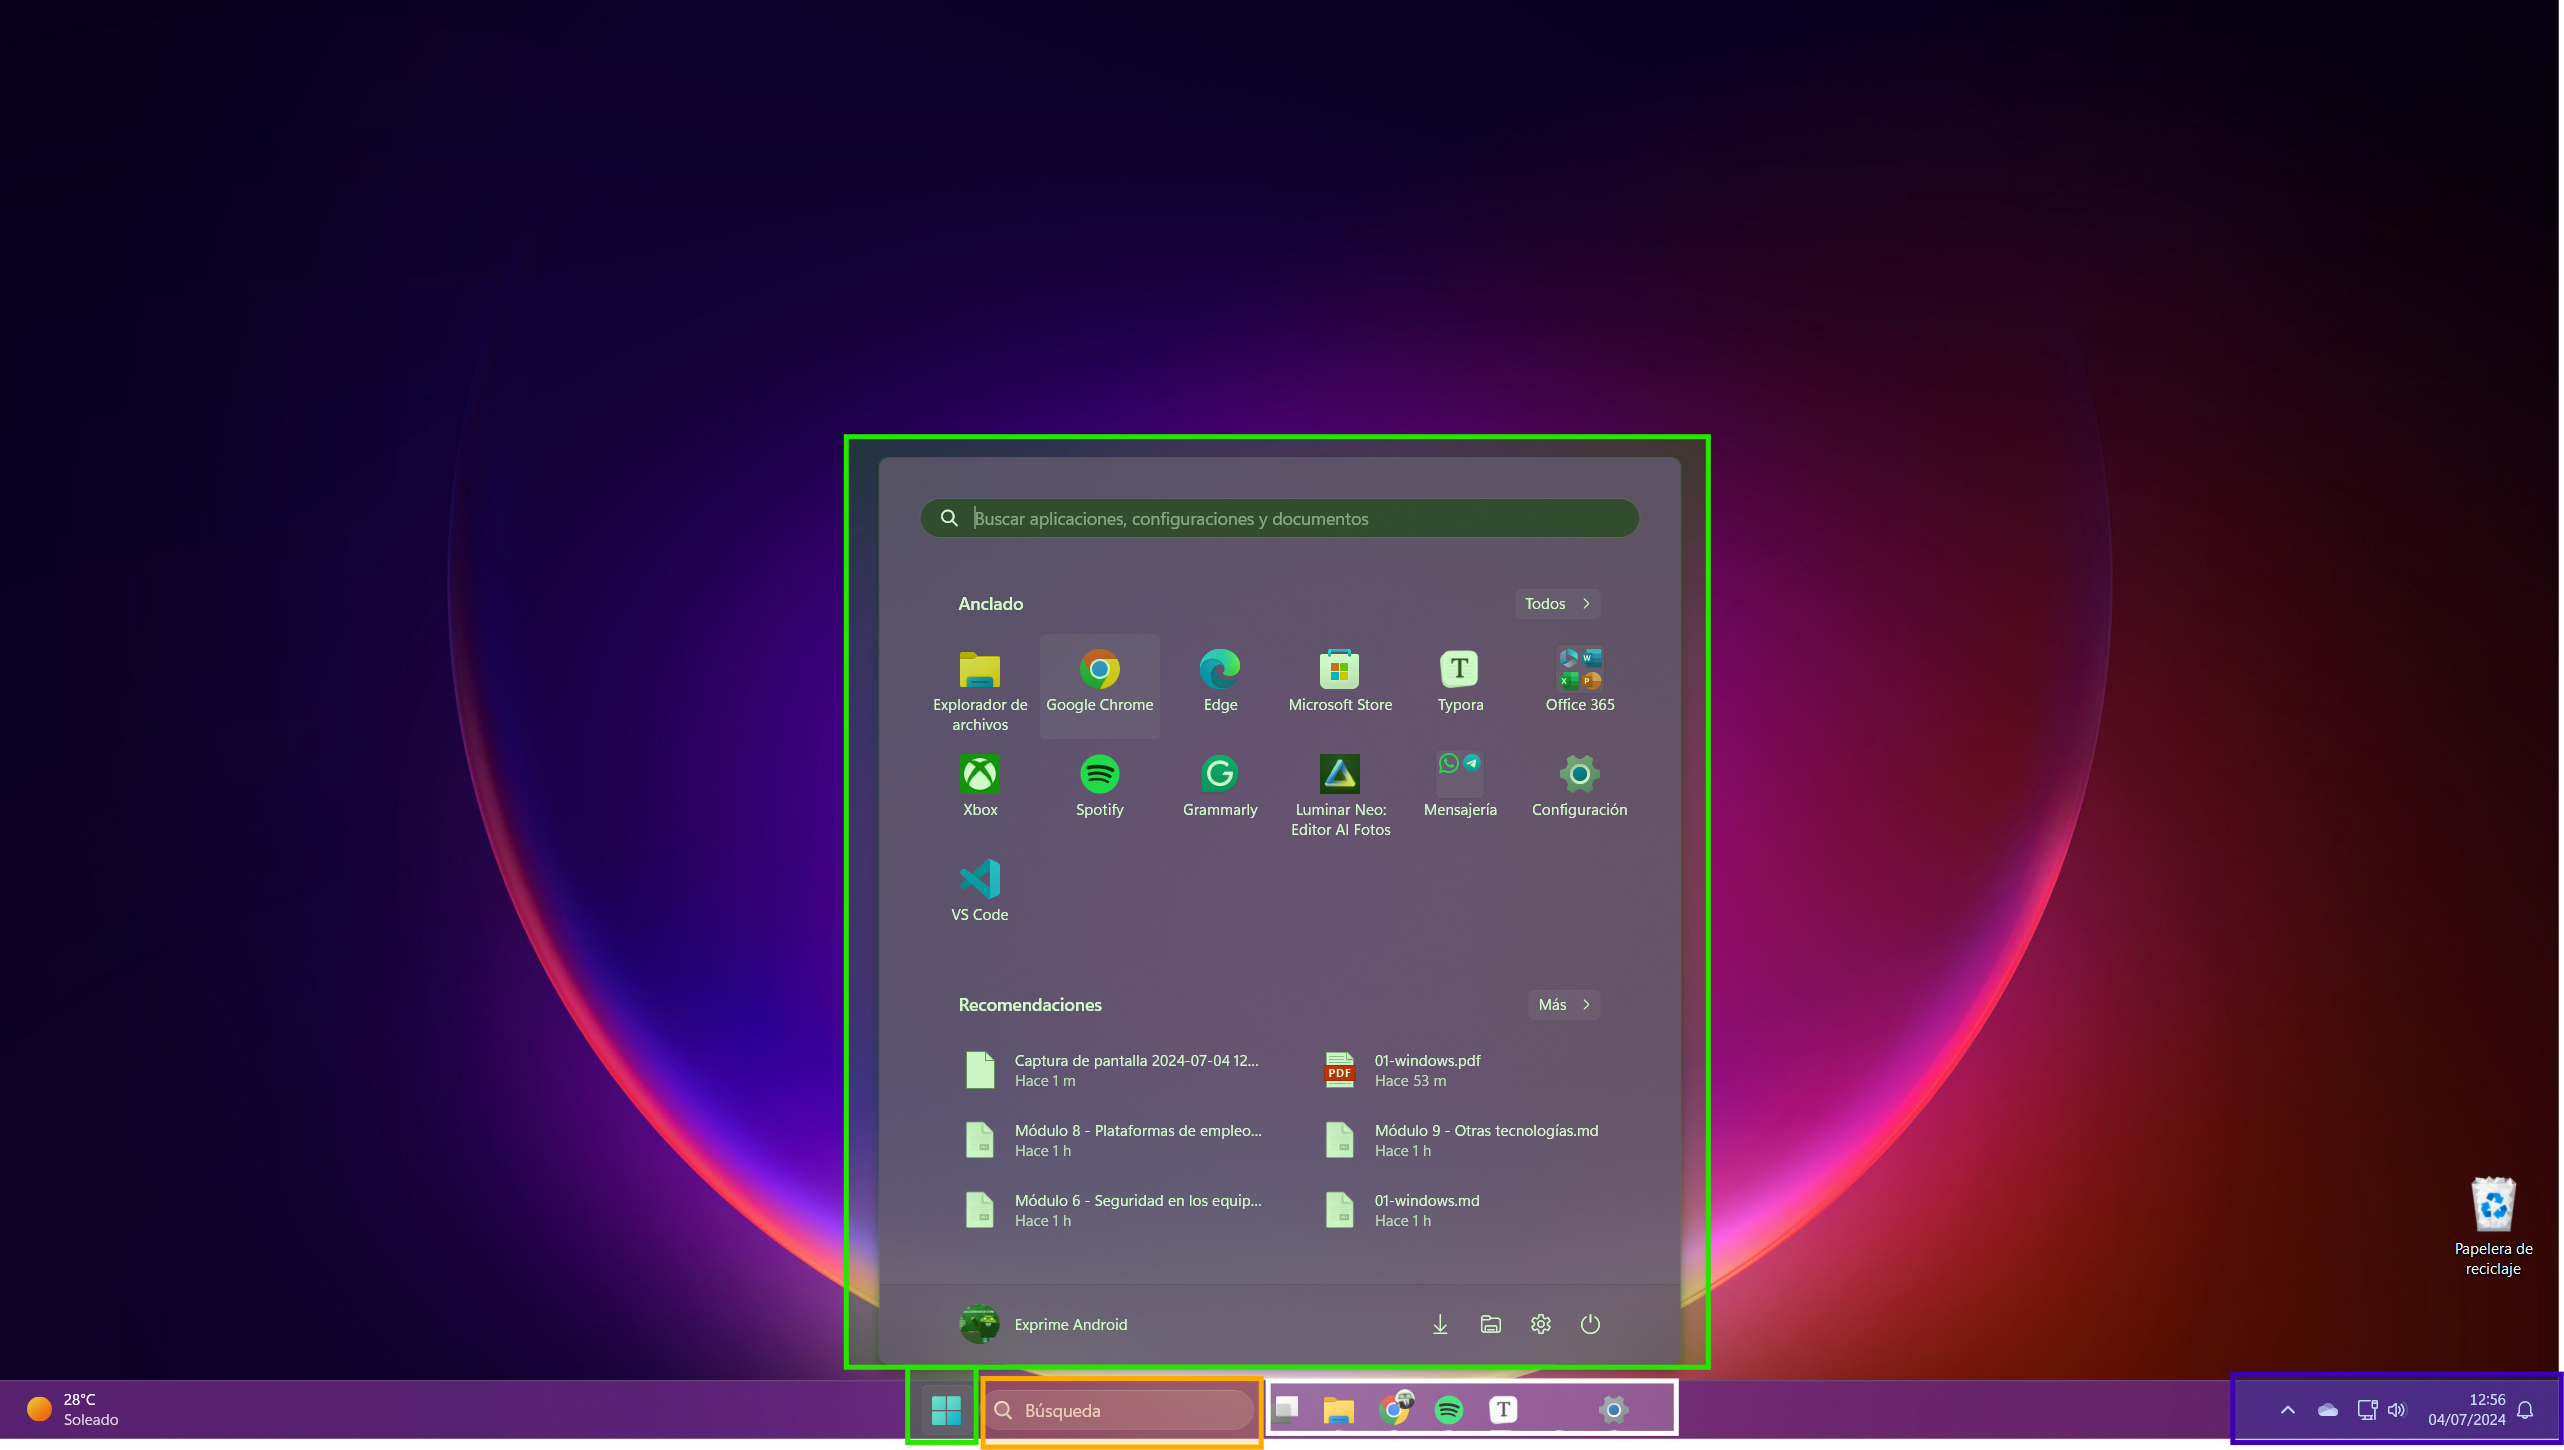 Buscar aplicaciones, configuraciones y documentos
Anclado
Todos
Explorador de
archivos
Google Chrome
Edge
Microsoft Store
Typora
Office 365
Xbox
Spotify
Grammarly
Luminar Neo:
Editor AI Fotos
Mensajería
Configuración
VS Code
Recomendaciones
Más
Captura de pantalla 2024-07-04 12...
Hace 1 m
PDF
01-windows.pdf
Hace 53 m
Módulo 8 - Plataformas de empleo...
Hace 1 h
Módulo 9 - Otras tecnologías.md
Hace 1 h
Módulo 6 - Seguridad en los equip...
Hace 1 h
01-windows.md
Hace 1 h
Papelera de
reciclaje
Exprime Android
28°C
Soleado
Búsqueda
12:56
04/07/2024